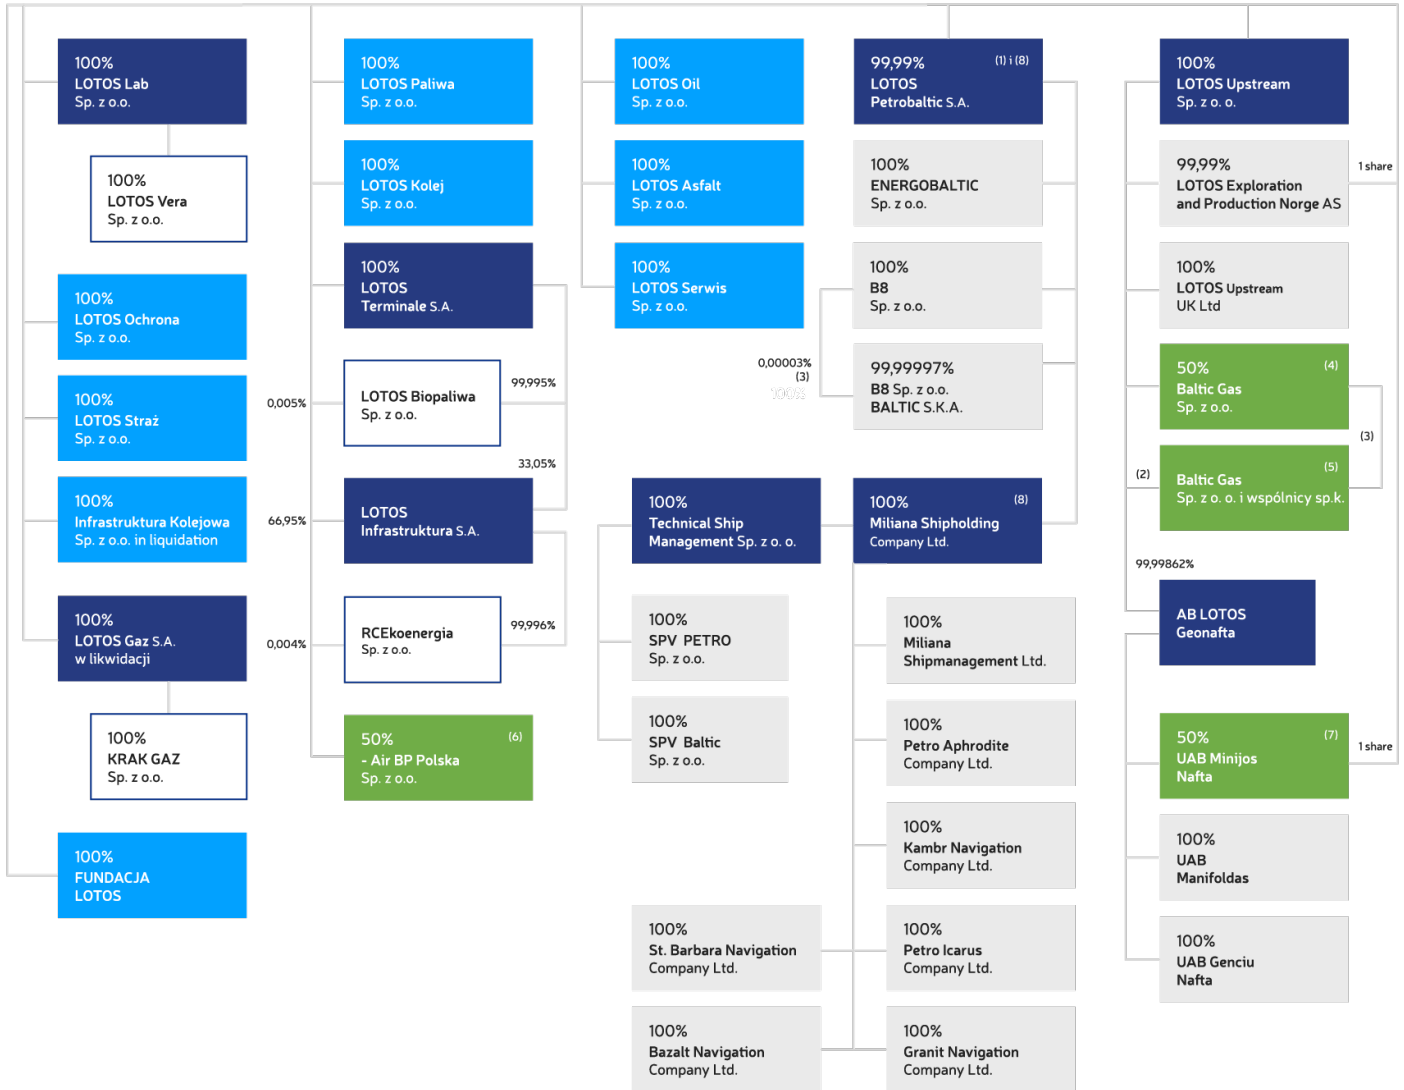 100%
LOTOS Lab
Sp. z o.o.
100%
LOTOS Vera
Sp. z o.o.
100%
LOTOS Ochrona
Sp. z o.o.
100%
LOTOS Straż
Sp. z o.o.
100%
Infrastruktura Kolejowa
Sp. z o.o. in liquidation
100%
LOTOS Gaz S.A.
w likwidacji
100%
KRAK GAZ
Sp. z o.o.
100%
FUNDACJA
LOTOS
100%
LOTOS Paliwa
Sp. z o.o.
100%
LOTOS Kolej
Sp. z o.o.
100%
LOTOS
Terminale S.A.
0,005%
LOTOS Biopaliwa
Sp. z o.o.
99,995%
33,05%
66,95%
LOTOS
Infrastruktura S.A.
0,004%
RCEkoenergia
Sp. z o.o.
99,996%
50% (6)
- Air BP Polska
Sp. z o.o.
100%
LOTOS Oil
Sp. z o.o.
100%
LOTOS Asfalt
Sp. z o.o.
100%
LOTOS Serwis
Sp. z o.o.
99,99% (1) i (8)
LOTOS
Petrobaltic S.A.
100%
ENERGOBALTIC
Sp. z o.o.
100%
B8
Sp. z o.o.
0,00003%
(3)
100%
99,99997%
B8 Sp. z o.o.
BALTIC S.K.A.
100%
Technical Ship
Management Sp. z o. o.
100% (8)
Miliana Shipholding
Company Ltd.
100%
SPV PETRO
Sp. z o.o.
100%
SPV Baltic
Sp. z o.o.
100%
Miliana
Shipmanagement Ltd.
100%
Petro Aphrodite
Company Ltd.
100%
Kambr Navigation
Company Ltd.
100%
St. Barbara Navigation
Company Ltd.
100%
Petro Icarus
Company Ltd.
100%
Bazalt Navigation
Company Ltd.
100%
Granit Navigation
Company Ltd.
100%
LOTOS Upstream
Sp. z o. o.
99,99%
LOTOS Exploration
and Production Norge AS
1 share
100%
LOTOS Upstream
UK Ltd
50% (4)
Baltic Gas
Sp. z o.o.
(3)
(2)
(5)
Baltic Gas
Sp. z o. o. i wspólnicy sp.k.
99,99862%
AB LOTOS
Geonafta
50% (7)
UAB Minijos
Nafta
1 share
100%
UAB
Manifoldas
100%
UAB Genciu
Nafta